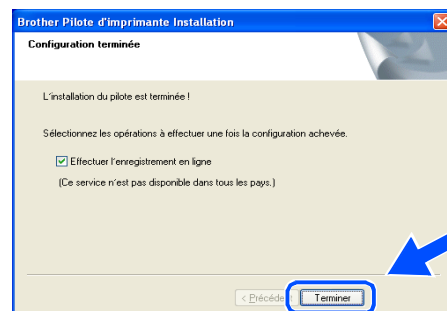 Brother Pilote d'imprimante Installation
Configuration terminée
L'installation du pilote est terminée !
Sélectionnez les opérations à effectuer une fois la configuration achevée.
Effectuer l'enregistrement en ligne
(Ce service n'est pas disponible dans tous les pays.)
< Précéde Terminer